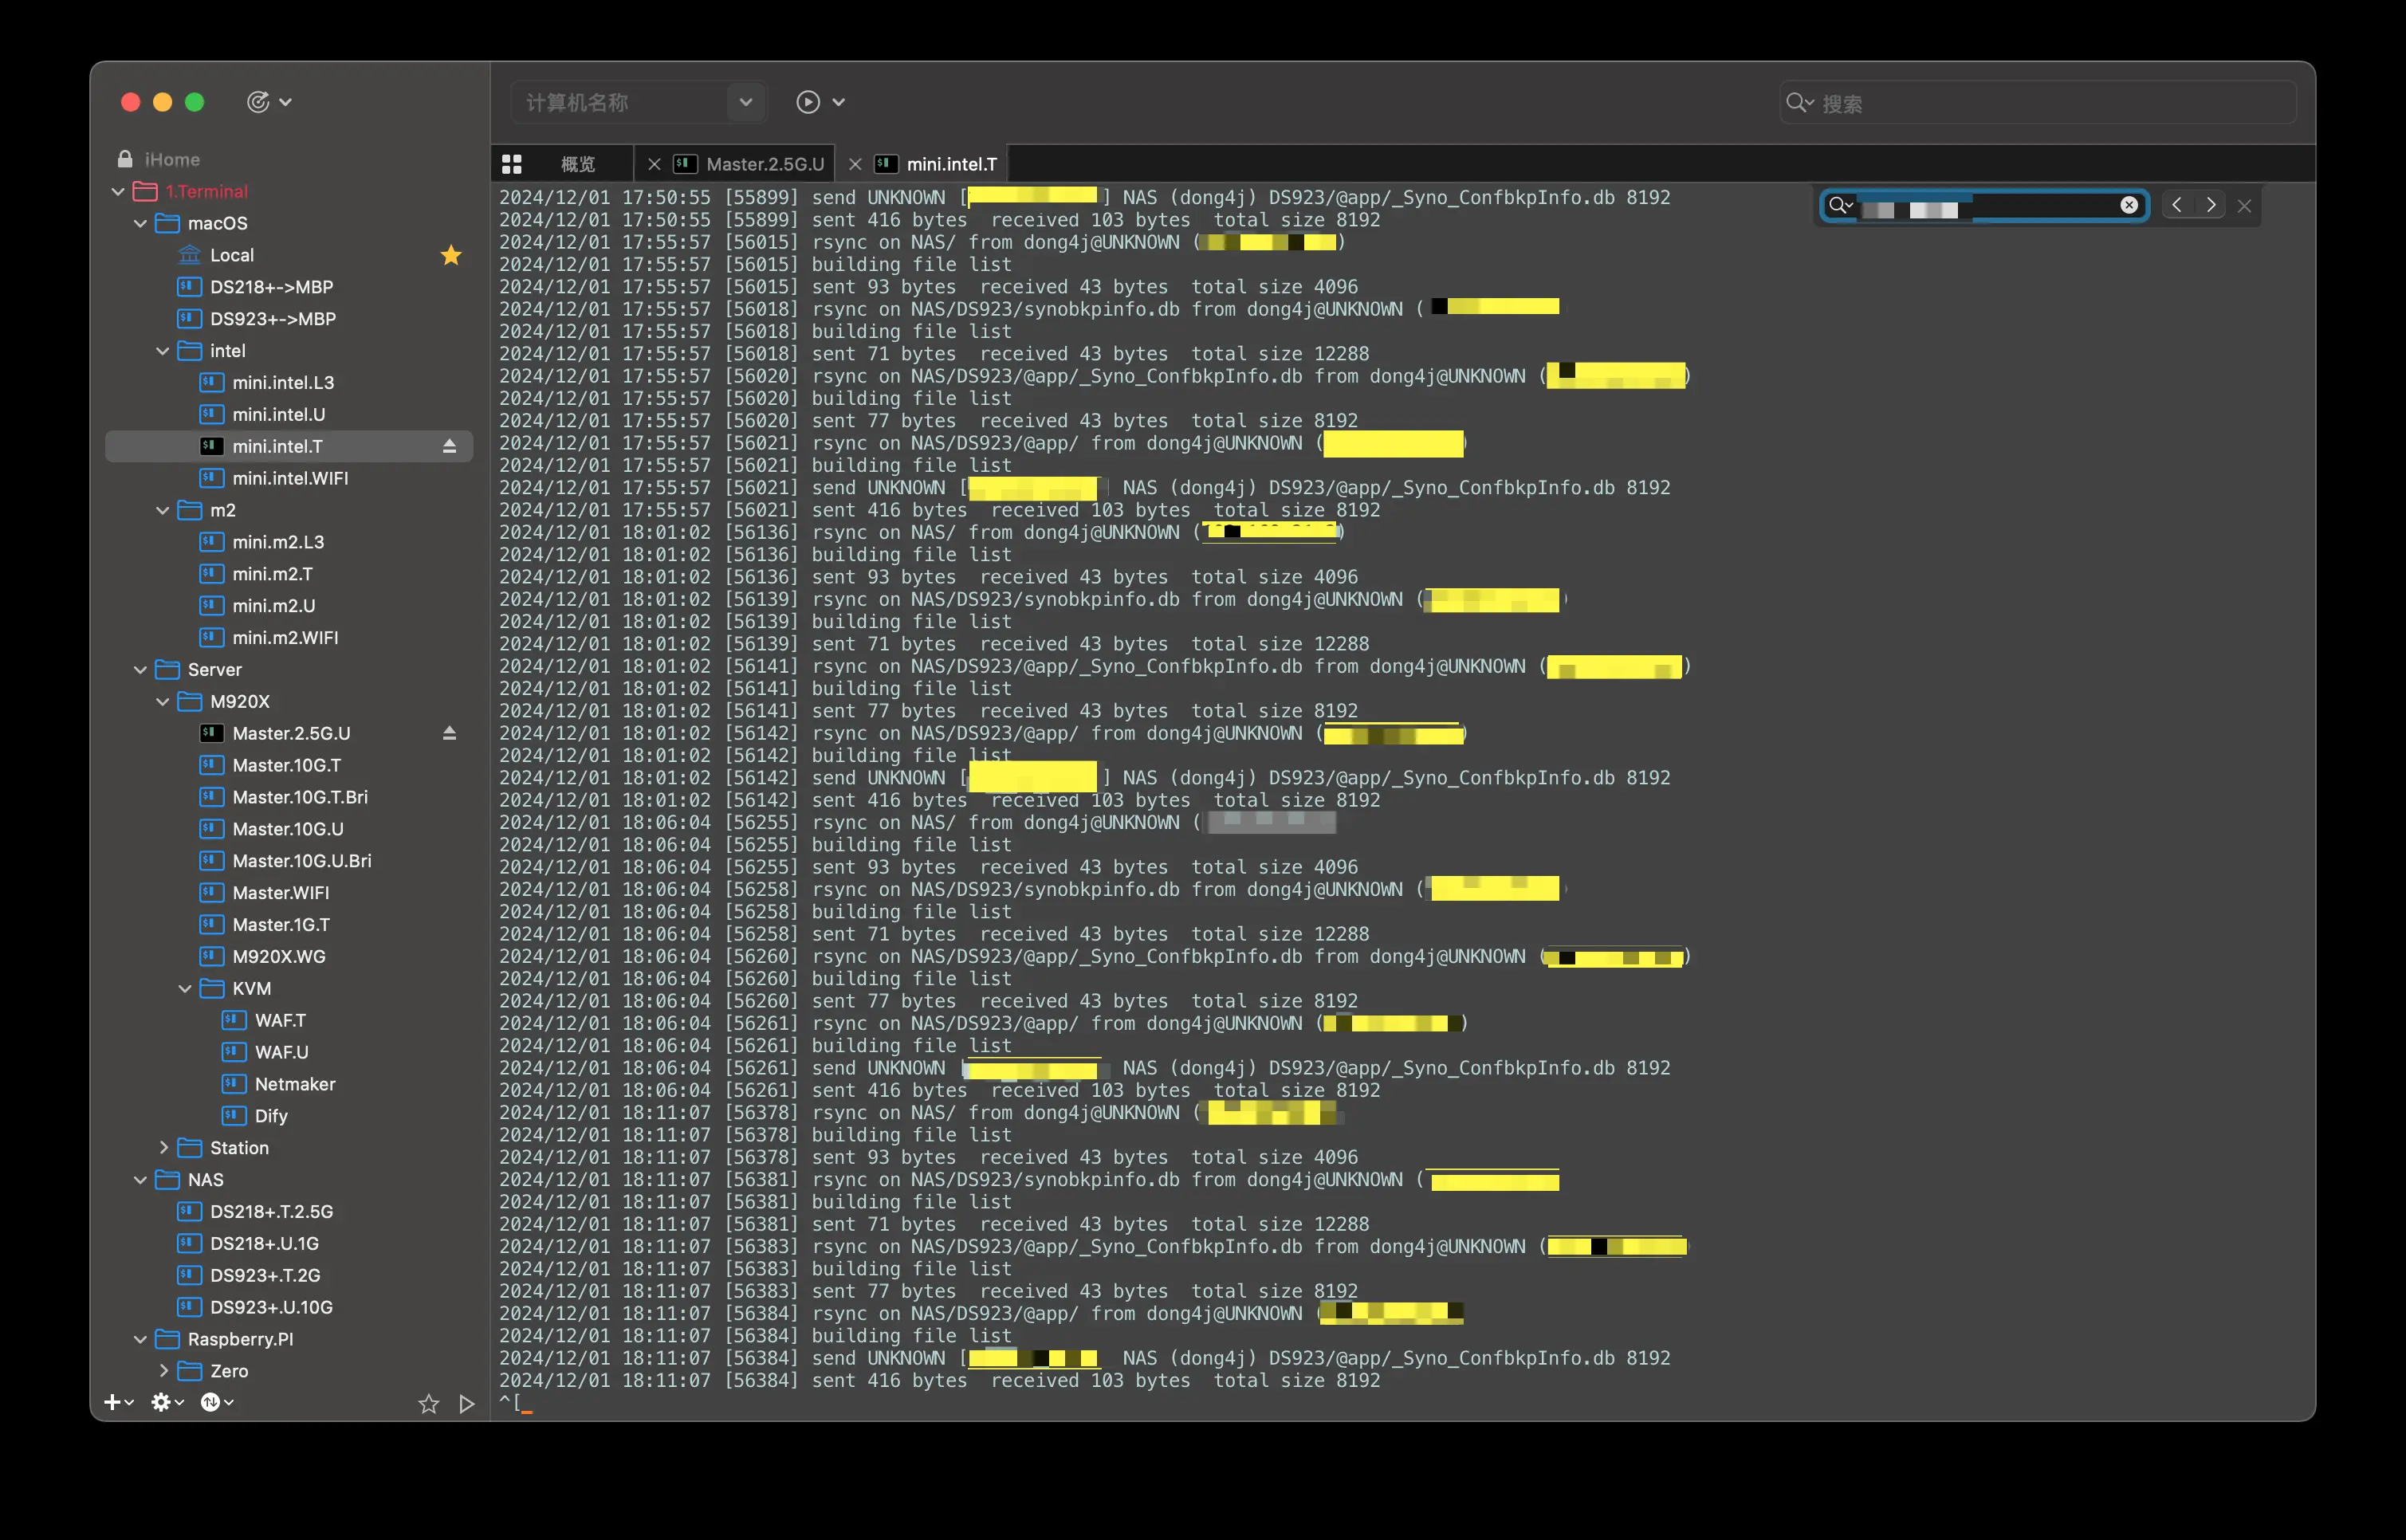 计算机名称
搜索
iHome
1.Terminal
macOS
Local
DS218+->MBP
DS923+->MBP
intel
mini.intel.L3
mini.intel.U
mini.intel.T
mini.intel.WIFI
m2
mini.m2.L3
mini.m2.T
mini.m2.U
mini.m2.WIFI
Server
M920X
Master.2.5G.U
Master.10G.T
Master.10G.T.Bri
Master.10G.U
Master.10G.U.Bri
Master.WIFI
Master.1G.T
M920X.WG
KVM
WAF.T
WAF.U
Netmaker
Dify
Station
NAS
DS218+.T.2.5G
DS218+.U.1G
DS923+.T.2G
DS923+.U.10G
Raspberry.PI
Zero
概览 Master.2.5G.U mini.intel.T
2024/12/01 17:50:55 [55899] send UNKNOWN [ ] NAS (dong4j) DS923/@app/_Syno_ConfbkpInfo.db 8192
2024/12/01 17:50:55 [55899] sent 416 bytes  received 103 bytes  total size 8192
2024/12/01 17:55:57 [56015] rsync on NAS/ from dong4j@UNKNOWN ( )
2024/12/01 17:55:57 [56015] building file list
2024/12/01 17:55:57 [56015] sent 93 bytes  received 43 bytes  total size 4096
2024/12/01 17:55:57 [56018] rsync on NAS/DS923/synobkpinfo.db from dong4j@UNKNOWN (
2024/12/01 17:55:57 [56018] building file list
2024/12/01 17:55:57 [56018] sent 71 bytes  received 43 bytes  total size 12288
2024/12/01 17:55:57 [56020] rsync on NAS/DS923/@app/_Syno_ConfbkpInfo.db from dong4j@UNKNOWN ( )
2024/12/01 17:55:57 [56020] building file list
2024/12/01 17:55:57 [56020] sent 77 bytes  received 43 bytes  total size 8192
2024/12/01 17:55:57 [56021] rsync on NAS/DS923/@app/ from dong4j@UNKNOWN ( )
2024/12/01 17:55:57 [56021] building file list
2024/12/01 17:55:57 [56021] send UNKNOWN [ ] NAS (dong4j) DS923/@app/_Syno_ConfbkpInfo.db 8192
2024/12/01 17:55:57 [56021] sent 416 bytes  received 103 bytes  total size 8192
2024/12/01 18:01:02 [56136] rsync on NAS/ from dong4j@UNKNOWN ( )
2024/12/01 18:01:02 [56136] building file list
2024/12/01 18:01:02 [56136] sent 93 bytes  received 43 bytes  total size 4096
2024/12/01 18:01:02 [56139] rsync on NAS/DS923/synobkpinfo.db from dong4j@UNKNOWN ( )
2024/12/01 18:01:02 [56139] building file list
2024/12/01 18:01:02 [56139] sent 71 bytes  received 43 bytes  total size 12288
2024/12/01 18:01:02 [56141] rsync on NAS/DS923/@app/_Syno_ConfbkpInfo.db from dong4j@UNKNOWN ( )
2024/12/01 18:01:02 [56141] building file list
2024/12/01 18:01:02 [56141] sent 77 bytes  received 43 bytes  total size 8192
2024/12/01 18:01:02 [56142] rsync on NAS/DS923/@app/ from dong4j@UNKNOWN ( )
2024/12/01 18:01:02 [56142] building file list
2024/12/01 18:01:02 [56142] send UNKNOWN [ ] NAS (dong4j) DS923/@app/_Syno_ConfbkpInfo.db 8192
2024/12/01 18:01:02 [56142] sent 416 bytes  received 103 bytes  total size 8192
2024/12/01 18:06:04 [56255] rsync on NAS/ from dong4j@UNKNOWN (
2024/12/01 18:06:04 [56255] building file list
2024/12/01 18:06:04 [56255] sent 93 bytes  received 43 bytes  total size 4096
2024/12/01 18:06:04 [56258] rsync on NAS/DS923/synobkpinfo.db from dong4j@UNKNOWN ( )
2024/12/01 18:06:04 [56258] building file list
2024/12/01 18:06:04 [56258] sent 71 bytes  received 43 bytes  total size 12288
2024/12/01 18:06:04 [56260] rsync on NAS/DS923/@app/_Syno_ConfbkpInfo.db from dong4j@UNKNOWN ( )
2024/12/01 18:06:04 [56260] building file list
2024/12/01 18:06:04 [56260] sent 77 bytes  received 43 bytes  total size 8192
2024/12/01 18:06:04 [56261] rsync on NAS/DS923/@app/ from dong4j@UNKNOWN ( )
2024/12/01 18:06:04 [56261] building file list
2024/12/01 18:06:04 [56261] send UNKNOWN [ NAS (dong4j) DS923/@app/_Syno_ConfbkpInfo.db 8192
2024/12/01 18:06:04 [56261] sent 416 bytes  received 103 bytes  total size 8192
2024/12/01 18:11:07 [56378] rsync on NAS/ from dong4j@UNKNOWN (
2024/12/01 18:11:07 [56378] building file list
2024/12/01 18:11:07 [56378] sent 93 bytes  received 43 bytes  total size 4096
2024/12/01 18:11:07 [56381] rsync on NAS/DS923/synobkpinfo.db from dong4j@UNKNOWN (
2024/12/01 18:11:07 [56381] building file list
2024/12/01 18:11:07 [56381] sent 71 bytes  received 43 bytes  total size 12288
2024/12/01 18:11:07 [56383] rsync on NAS/DS923/@app/_Syno_ConfbkpInfo.db from dong4j@UNKNOWN (
2024/12/01 18:11:07 [56383] building file list
2024/12/01 18:11:07 [56383] sent 77 bytes  received 43 bytes  total size 8192
2024/12/01 18:11:07 [56384] rsync on NAS/DS923/@app/ from dong4j@UNKNOWN (
2024/12/01 18:11:07 [56384] building file list
2024/12/01 18:11:07 [56384] send UNKNOWN [ NAS (dong4j) DS923/@app/_Syno_ConfbkpInfo.db 8192
2024/12/01 18:11:07 [56384] sent 416 bytes  received 103 bytes  total size 8192
^[